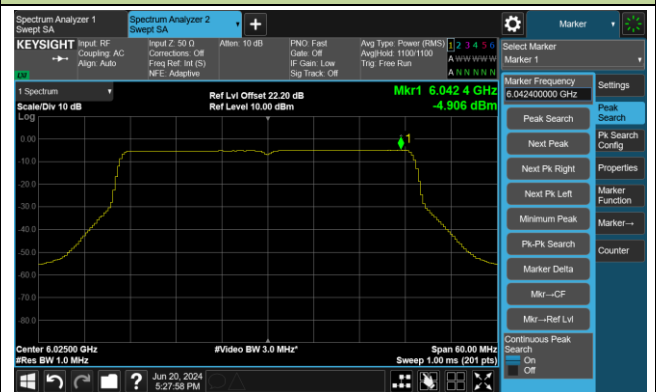 Spectrum Analyzer 1
Swept SA
Spectrum Analyzer 2
Swept SA
+
Marker
KEYSIGHT
Input: RF
Coupling: AC
Align: Auto
Input Z: 50 Ω
Corrections: Off
Freq Ref: Int (S)
NFE: Adaptive
Atten: 10 dB
PNO: Fast
Gate: Off
IF Gain: Low
Sig Track: Off
Avg Type: Power (RMS)
Avg|Hold: 1100/1100
Trig: Free Run
1 2 3 4 5 6
A W W W W W
A N N N N N
LXI
Select Marker
Marker 1
1 Spectrum
Scale/Div 10 dB
Log
Ref Lvl Offset 22.20 dB
Ref Level 10.00 dBm
Mkr1 6.042 4 GHz
-4.906 dBm
1
0.00
-10.0
-20.0
-30.0
-40.0
-50.0
-60.0
-70.0
-80.0
Center 6.02500 GHz
#Res BW 1.0 MHz
#Video BW 3.0 MHz*
Span 60.00 MHz
Sweep 1.00 ms (201 pts)
Marker Frequency
6.042400000 GHz
Peak Search
Next Peak
Next Pk Right
Next Pk Left
Minimum Peak
Pk-Pk Search
Marker Delta
Mkr→CF
Mkr→Ref Lvl
Continuous Peak
Search
On
Off
Settings
Peak
Search
Pk Search
Config
Properties
Marker
Function
Marker→
Counter
?
Jun 20, 2024
5:27:58 PM